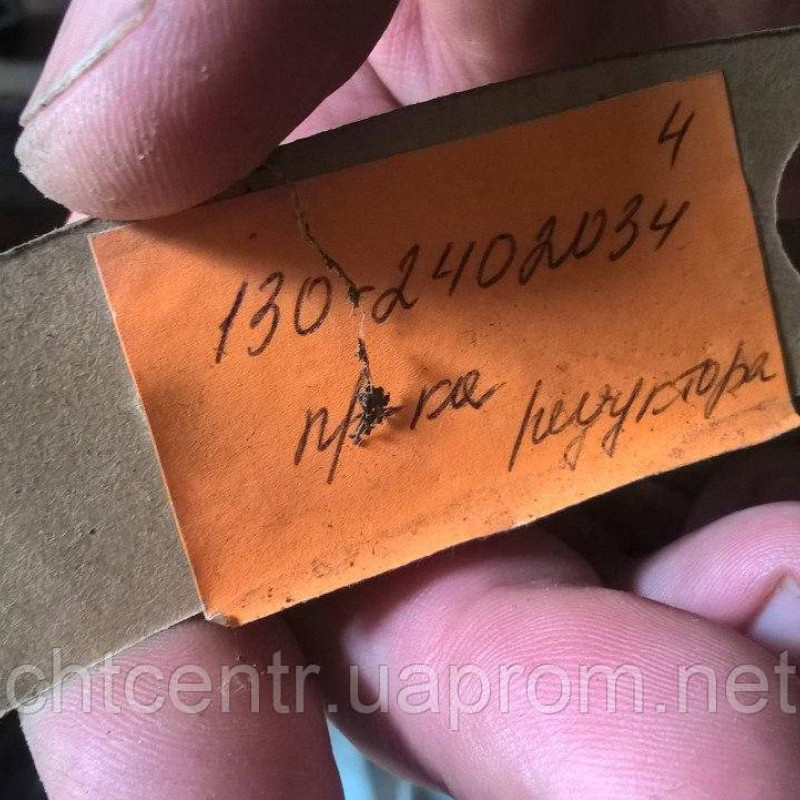 4
130-2402034
пр-ка редуктора
chtcentr.uaprom.net